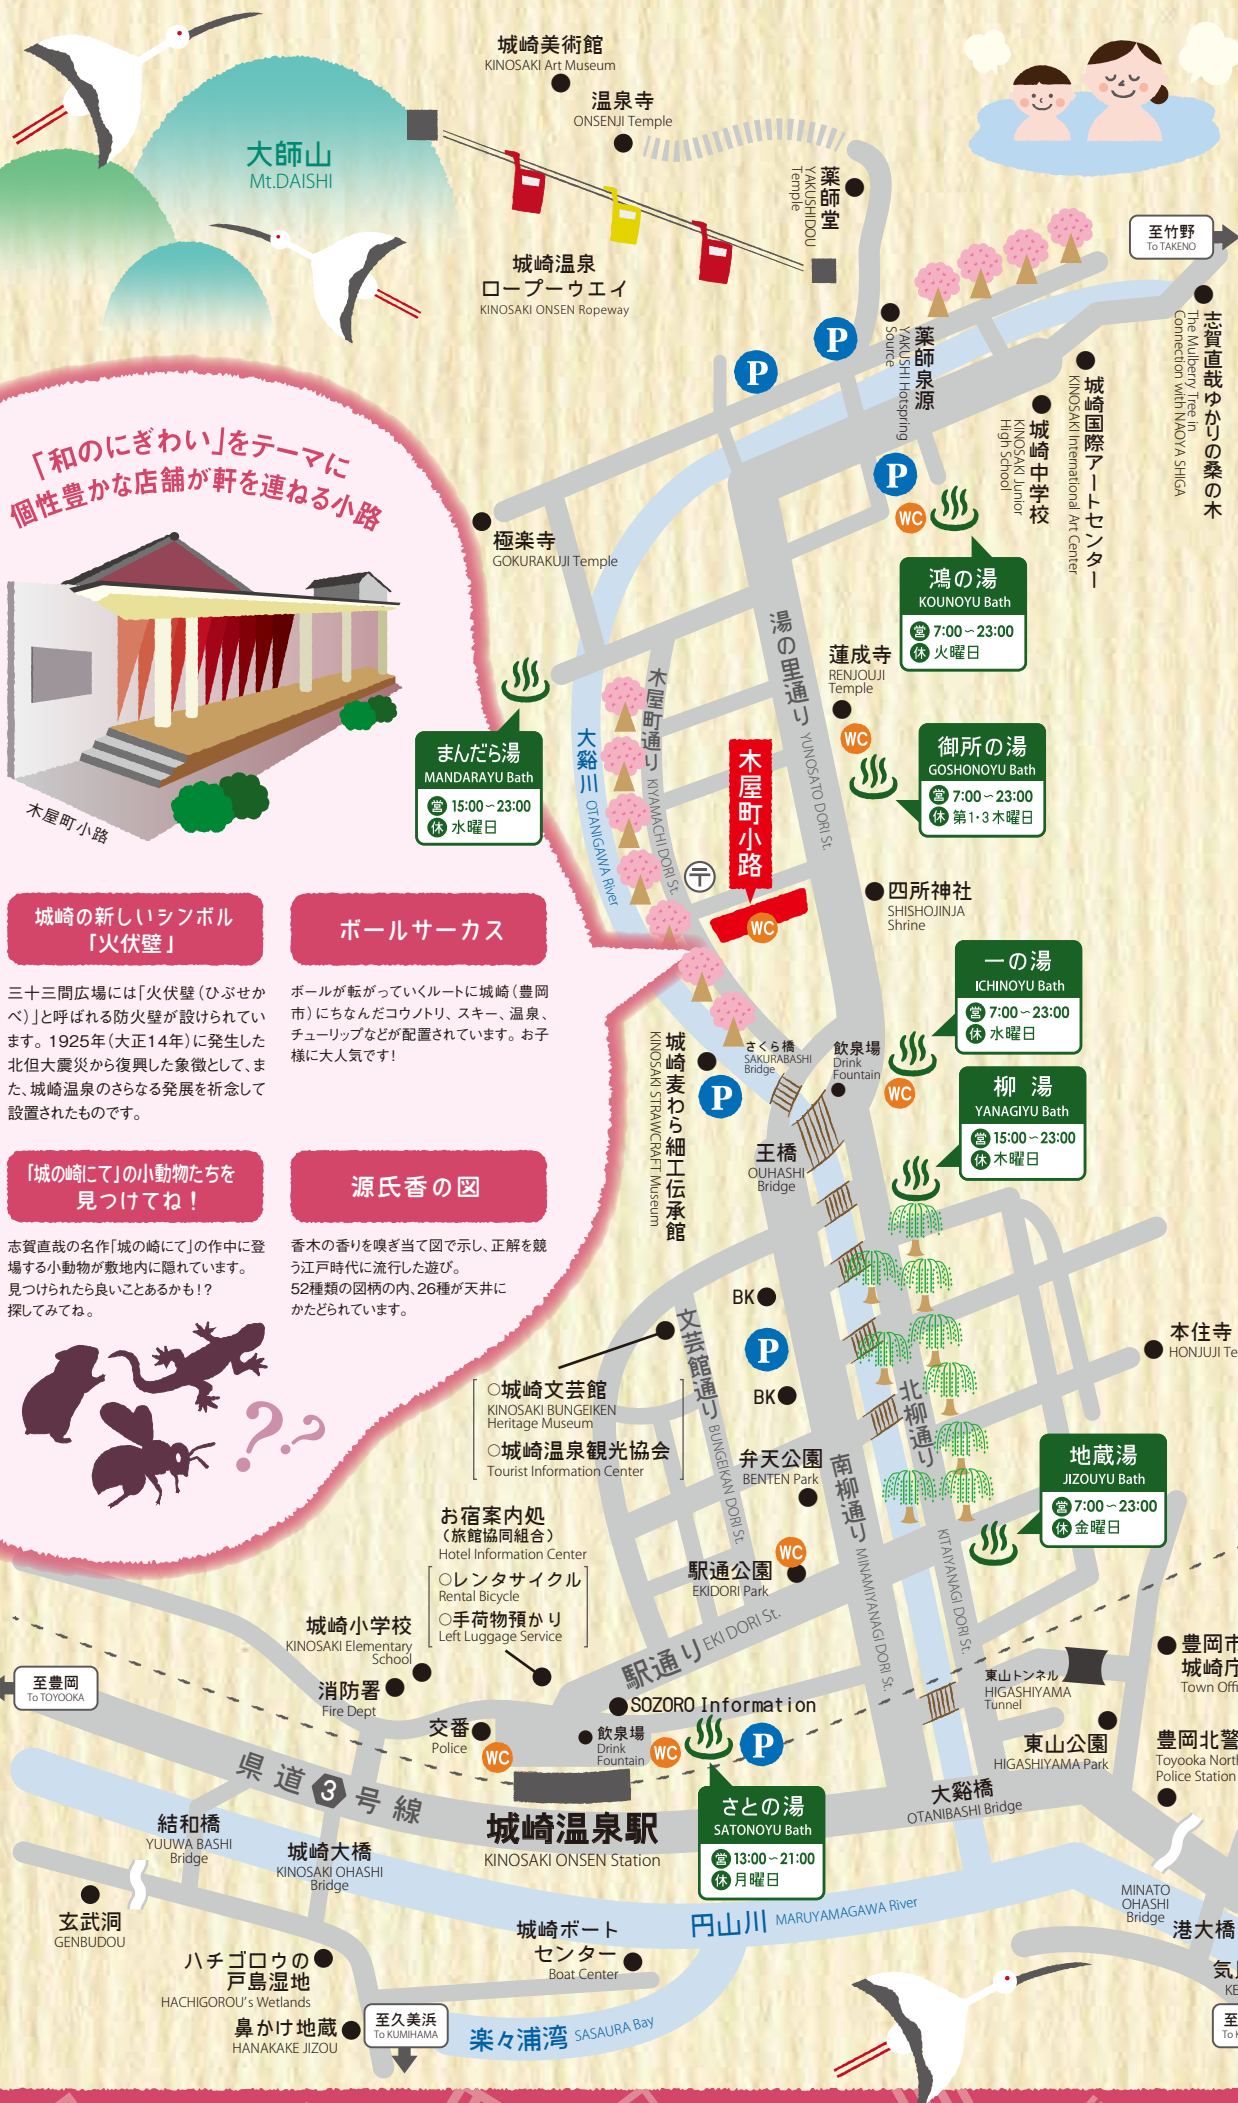 城崎美術館
KINOSAKI Art Museum
温泉寺
ONSENJI Temple
大師山
Mt.DAISHI
薬師堂
YAKUSHIDOU
Temple
至竹野
To TAKENO
城崎温泉
ロープーウエイ
KINOSAKI ONSEN Ropeway
P
P
薬師泉源
YAKUSHI Hotspring
Source
志賀直哉ゆかりの桑の木
The Mulberry Tree in
Connection with NAOYA SHIGA
城崎国際アートセンター
KINOSAKI International Art Center
城崎中学校
KINOSAKI Junior
High School
「和のにぎわい」をテーマに
個性豊かな店舗が軒を連ねる小路
木屋町小路
P
WC
極楽寺
GOKURAKUJI Temple
鴻の湯
KOUNOYU Bath
営 7:00~23:00
休 火曜日
湯の里通り YUNOSATO DORI St.
蓮成寺
RENJOUJI
Temple
WC
木屋町通り KIYAMACHI DORI St.
大谿川 OTANIGAWA River
まんだら湯
MANDARAYU Bath
営 15:00~23:00
休 水曜日
御所の湯
GOSHONOYU Bath
営 7:00~23:00
休 第1・3木曜日
木屋町小路
〒
WC
四所神社
SHISHOJINJA
Shrine
城崎の新しいシンボル
「火伏壁」
三十三間広場には「火伏壁（ひぶせか
べ）」と呼ばれる防火壁が設けられてい
ます。1925年（大正14年）に発生した
北但大震災から復興した象徴として、ま
た、城崎温泉のさらなる発展を祈念して
設置されたものです。
ボールサーカス
ボールが転がっていくルートに城崎（豊岡
市）にちなんだコウノトリ、スキー、温泉、
チューリップなどが配置されています。お子
様に大人気です！
一の湯
ICHINOYU Bath
営 7:00~23:00
休 水曜日
城崎麦わら細工伝承館
KINOSAKI STRAWCRAFT Museum
P
さくら橋
SAKURABASHI
Bridge
飲泉場
Drink
Fountain
WC
柳 湯
YANAGIYU Bath
営 15:00~23:00
休 木曜日
王橋
OUHASHI
Bridge
「城の崎にて」の小動物たちを
見つけてね！
志賀直哉の名作「城の崎にて」の作中に登
場する小動物が敷地内に隠れています。
見つけられたら良いことあるかも！？
探してみてね。
??
源氏香の図
香木の香りを嗅ぎ当て図で示し、正解を競
う江戸時代に流行した遊び。
52種類の図柄の内、26種が天井に
かたどられています。
BK
P
BK
文芸館通り BUNGEIKAN DORI St.
本住寺
HONJUJI Te
○城崎文芸館
KINOSAKI BUNGEIKEN
Heritage Museum
○城崎温泉観光協会
Tourist Information Center
北柳通り KITAIYANAGI DORI St.
弁天公園
BENTEN Park
南柳通り MINAMIYANAGI DORI St.
地蔵湯
JIZOUYU Bath
営 7:00~23:00
休 金曜日
お宿案内処
（旅館協同組合）
Hotel Information Center
○レンタサイクル
Rental Bicycle
○手荷物預かり
Left Luggage Service
WC
駅通公園
EKIDORI Park
駅通り EKI DORI St.
城崎小学校
KINOSAKI Elementary
School
消防署
Fire Dept
至豊岡
To TOYOOKA
交番
Police
WC
SOZORO Information
飲泉場
Drink
Fountain
WC
P
東山トンネル
HIGASHIYAMA
Tunnel
豊岡市
城崎庁
Town Offi
東山公園
HIGASHIYAMA Park
豊岡北警
Toyooka North
Police Station
県道3号線
城崎温泉駅
KINOSAKI ONSEN Station
さとの湯
SATONOYU Bath
営 13:00~21:00
休 月曜日
大谿橋
OTANIBASHI Bridge
結和橋
YUUWA BASHI
Bridge
城崎大橋
KINOSAKI OHASHI
Bridge
玄武洞
GENBUDOU
円山川 MARUYAMAGAWA River
MINATO
OHASHI
Bridge
港大橋
城崎ボート
センター
Boat Center
ハチゴロウの
戸島湿地
HACHIGOROU's Wetlands
鼻かけ地蔵
HANAKAKE JIZOU
至久美浜
To KUMIHAMA
楽々浦湾 SASAURA Bay
KE
至
To K